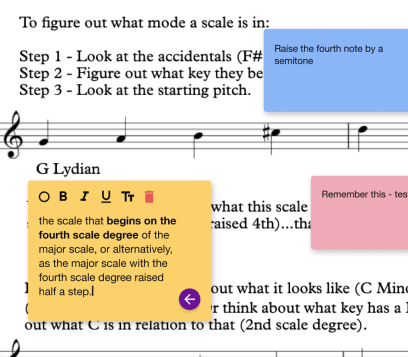 To figure out what mode a scale is in:
Raise the fourth note by a
semitone
Step 1 - Look at the accidentals (F#
Step 2 - Figure out what key they be
Step 3 - Look at the starting pitch.
G Lydian
B I U TT
the scale that begins on the
fourth scale degree of the
major scale, or alternatively,
as the major scale with the
fourth scale degree raised
half a step.
what this scale
raised 4th)...tha
Remember this - tes
out what it looks like (C Mino
r think about what key has a
out what C is in relation to that (2nd scale degree).